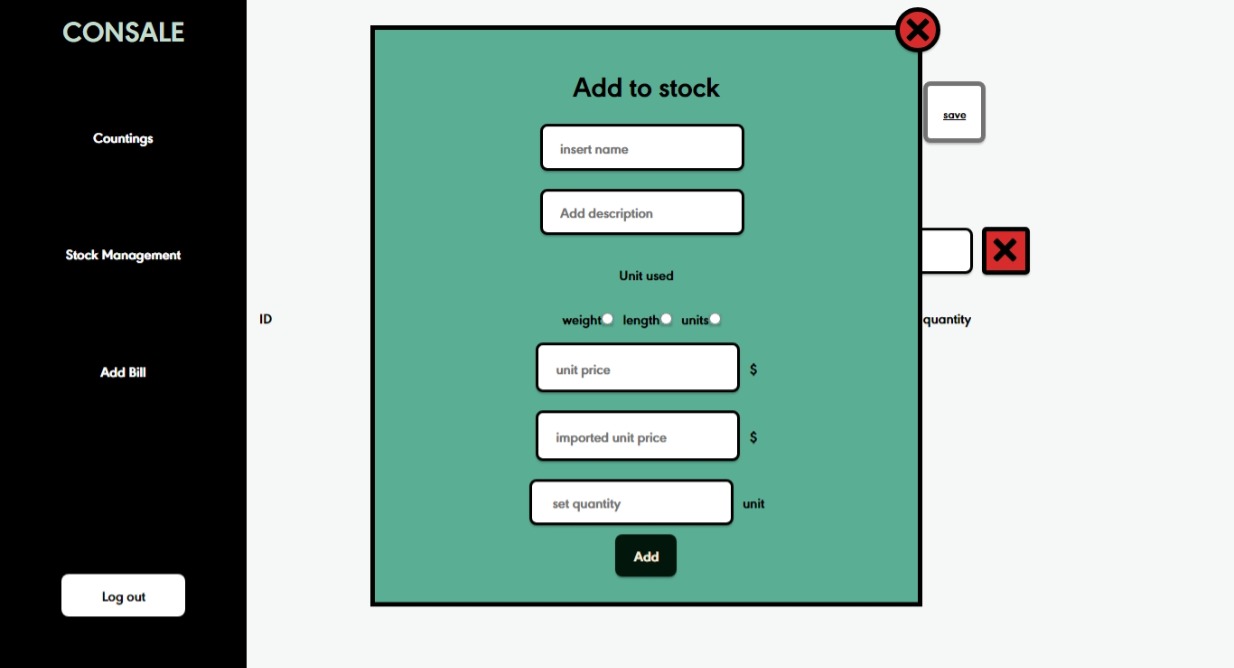 CONSALE
Countings
Stock Management
Add Bill
Log out
Add to stock
insert name
Add description
Unit used
weight length units
unit price $
imported unit price $
set quantity unit
Add
save
ID
quantity